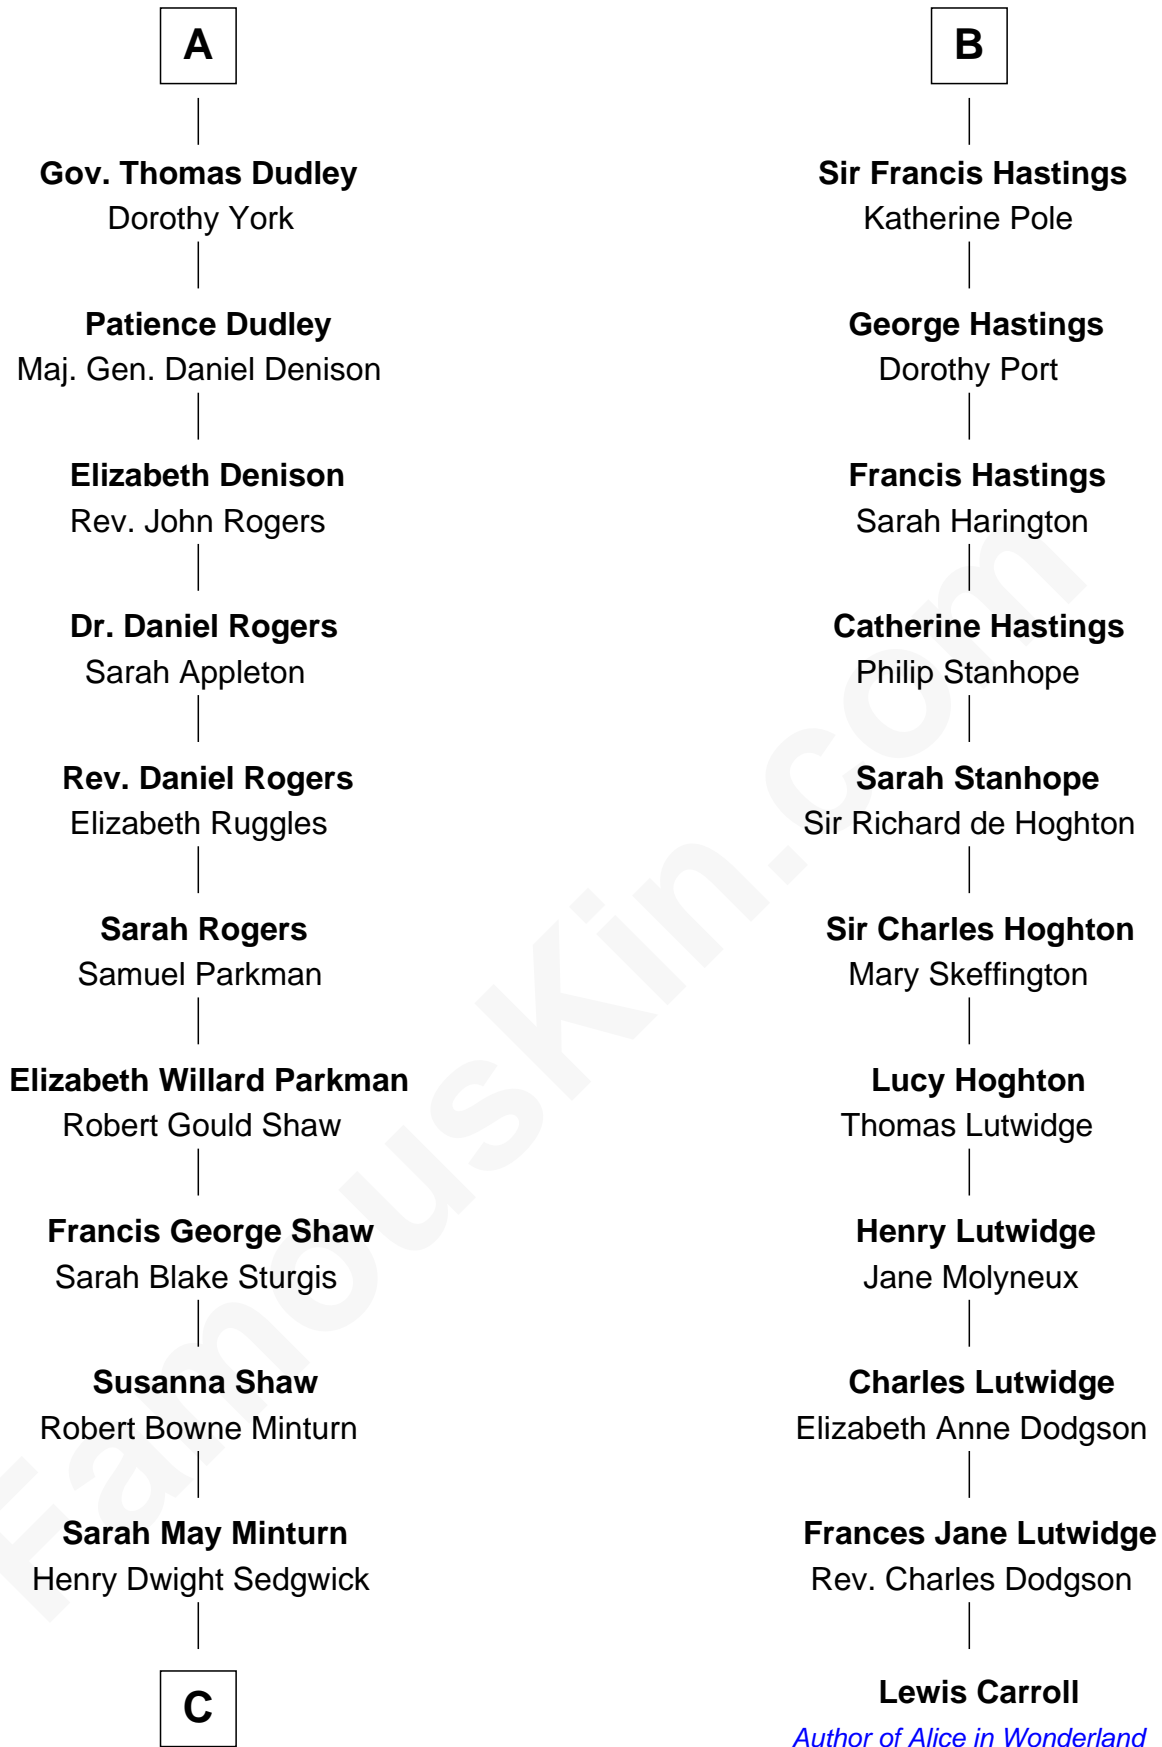 A
Gov. Thomas Dudley
Dorothy York
Patience Dudley
Maj. Gen. Daniel Denison
Elizabeth Denison
Rev. John Rogers
Dr. Daniel Rogers
Sarah Appleton
Rev. Daniel Rogers
Elizabeth Ruggles
Sarah Rogers
Samuel Parkman
Elizabeth Willard Parkman
Robert Gould Shaw
Francis George Shaw
Sarah Blake Sturgis
Susanna Shaw
Robert Bowne Minturn
Sarah May Minturn
Henry Dwight Sedgwick
C
B
Sir Francis Hastings
Katherine Pole
George Hastings
Dorothy Port
Francis Hastings
Sarah Harington
Catherine Hastings
Philip Stanhope
Sarah Stanhope
Sir Richard de Hoghton
Sir Charles Hoghton
Mary Skeffington
Lucy Hoghton
Thomas Lutwidge
Henry Lutwidge
Jane Molyneux
Charles Lutwidge
Elizabeth Anne Dodgson
Frances Jane Lutwidge
Rev. Charles Dodgson
Lewis Carroll
Author of Alice in Wonderland
FamousKin.com